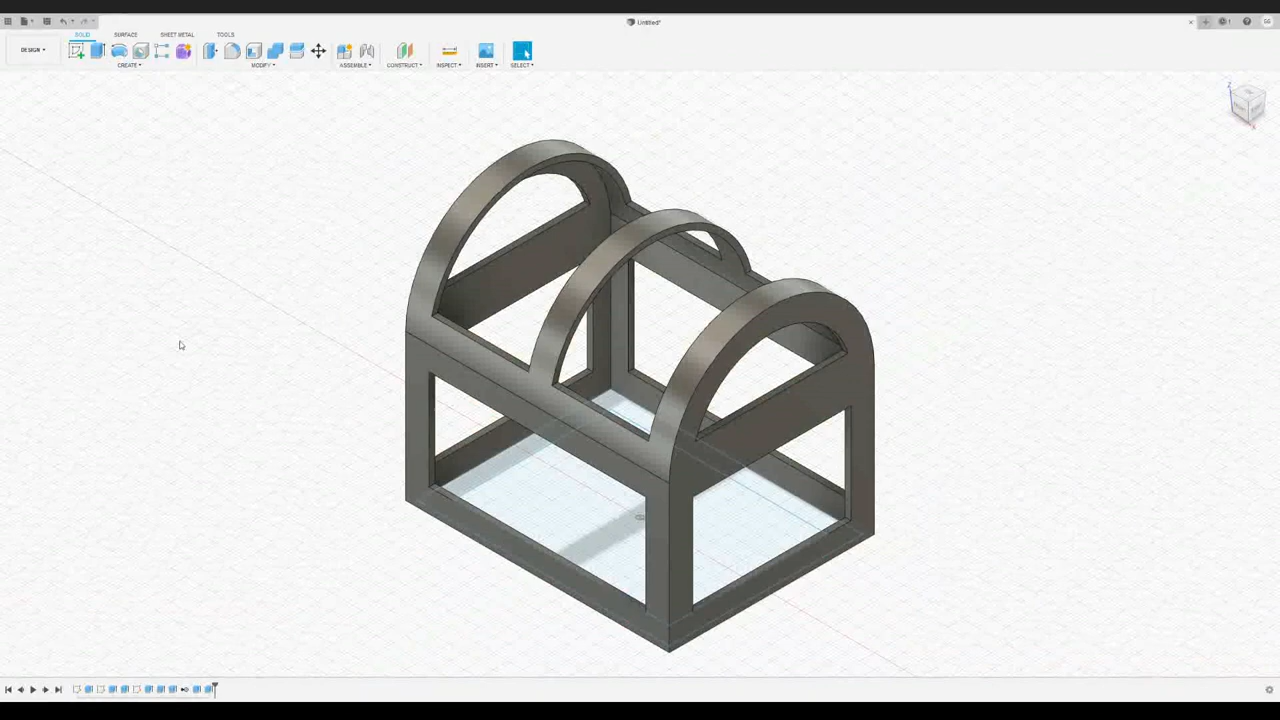 Untitled*
SOLID SURFACE SHEET METAL TOOLS
DESIGN
CREATE MODIFY ASSEMBLE CONSTRUCT INSPECT INSERT SELECT